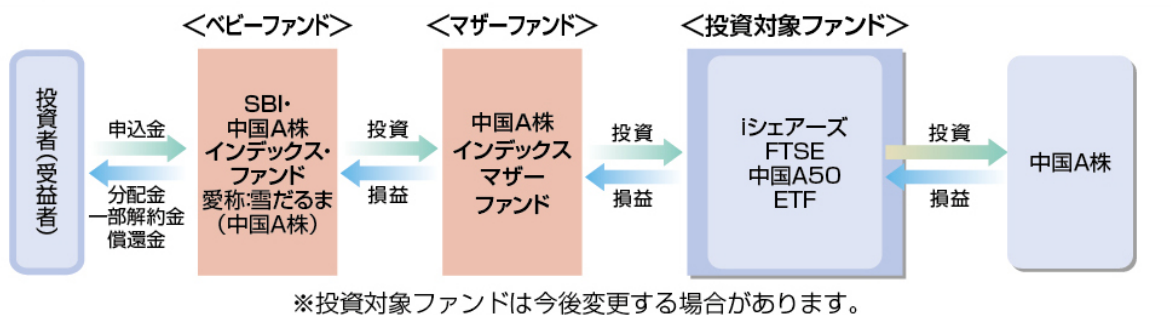 ＜ベビーファンド＞
＜マザーファンド＞
＜投資対象ファンド＞
投資者（受益者）
申込金
分配金
一部解約金
償還金
SBI・
中国A株
インデックス・
ファンド
愛称：雪だるま
（中国A株）
投資
損益
中国A株
インデックス
マザー
ファンド
投資
損益
iシェアーズ
FTSE
中国A50
ETF
投資
損益
中国A株
※投資対象ファンドは今後変更する場合があります。